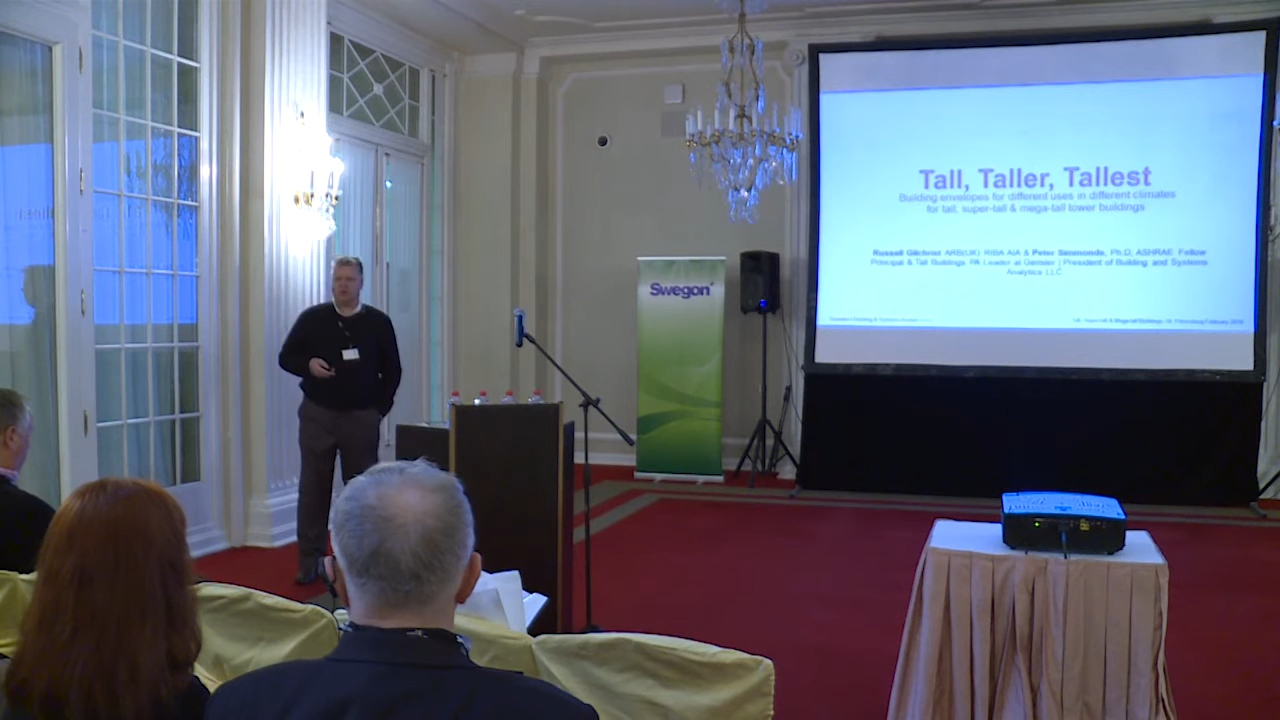 Swegon
Tall, Taller, Tallest
Building envelopes for different uses in different climates
for tall, super-tall & mega-tall tower buildings
Russell Gilchrist ARB(UK) RIBA AIA & Peter Simmonds, Ph.D, ASHRAE Fellow
Principal & Tall Buildings PA Leader at Gensler | President of Building and Systems
Analytics LLC